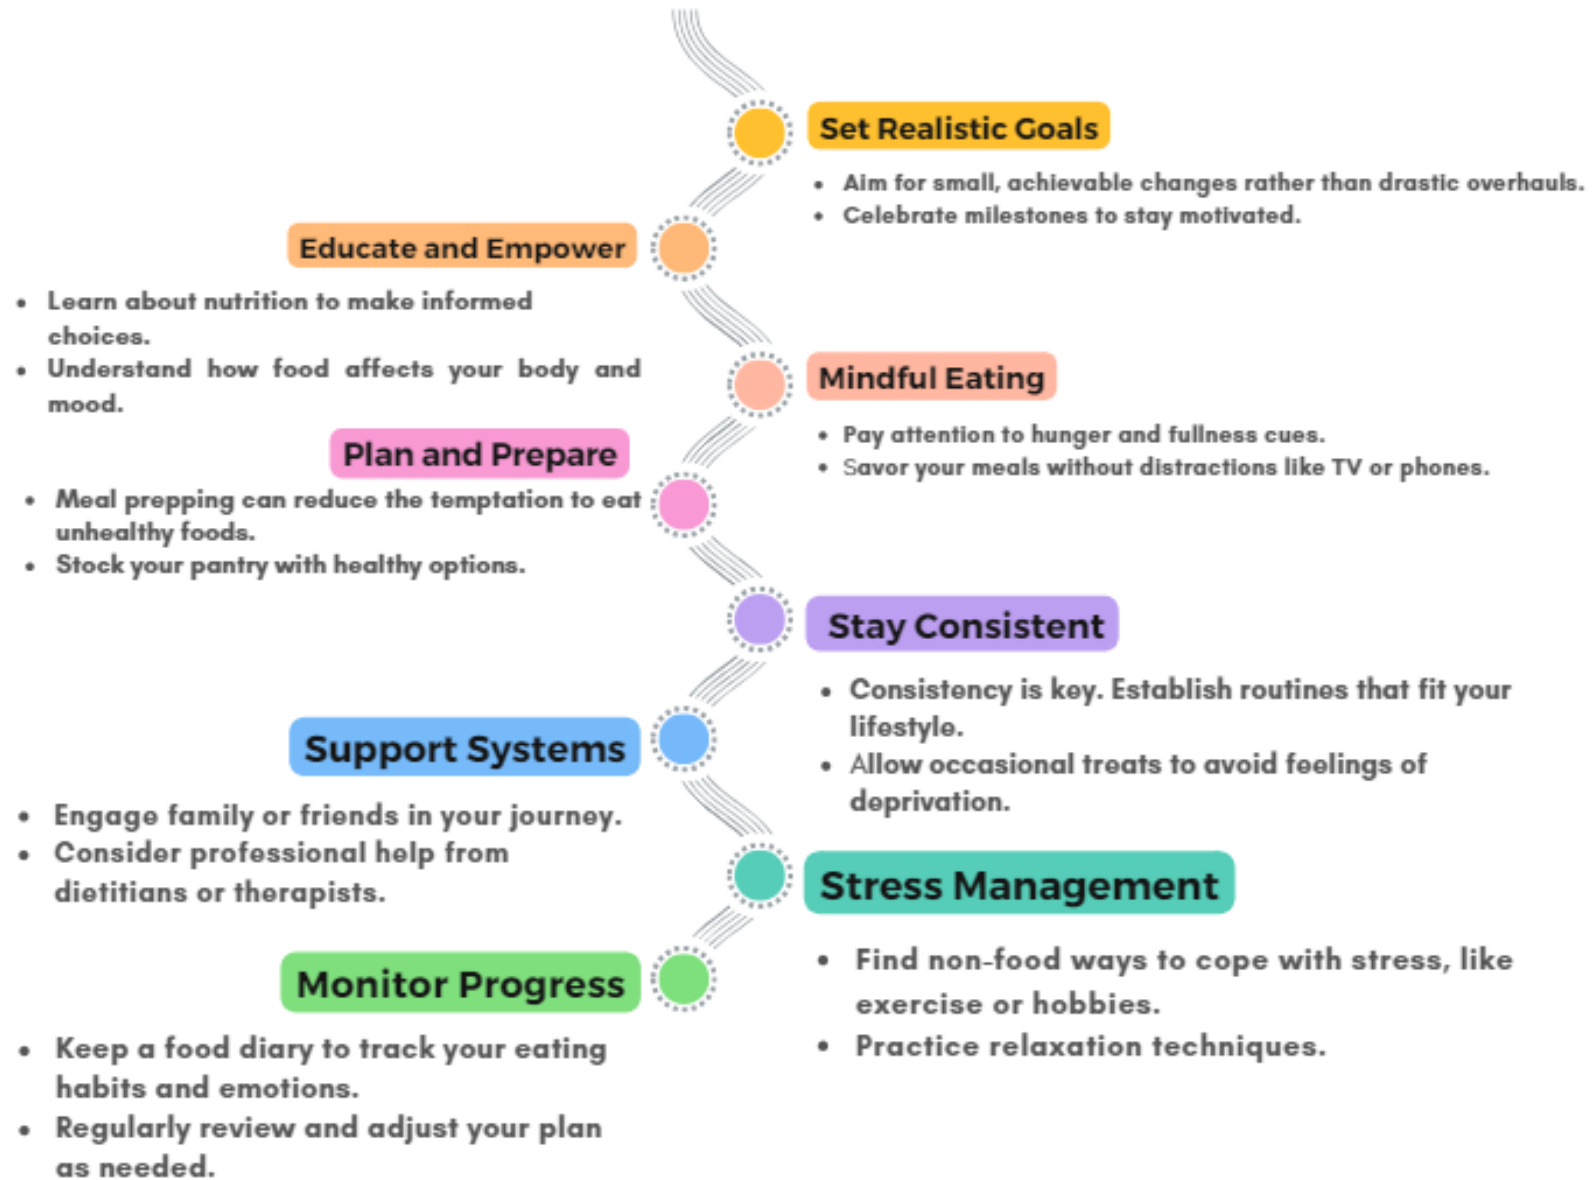 Set Realistic Goals
• Aim for small, achievable changes rather than drastic overhauls.
• Celebrate milestones to stay motivated.
Educate and Empower
• Learn about nutrition to make informed
choices.
• Understand how food affects your body and
mood.
Mindful Eating
• Pay attention to hunger and fullness cues.
• Savor your meals without distractions like TV or phones.
Plan and Prepare
• Meal prepping can reduce the temptation to eat
unhealthy foods.
• Stock your pantry with healthy options.
Stay Consistent
• Consistency is key. Establish routines that fit your
lifestyle.
• Allow occasional treats to avoid feelings of
deprivation.
Support Systems
• Engage family or friends in your journey.
• Consider professional help from
dietitians or therapists.
Stress Management
• Find non-food ways to cope with stress, like
exercise or hobbies.
• Practice relaxation techniques.
Monitor Progress
• Keep a food diary to track your eating
habits and emotions.
• Regularly review and adjust your plan
as needed.